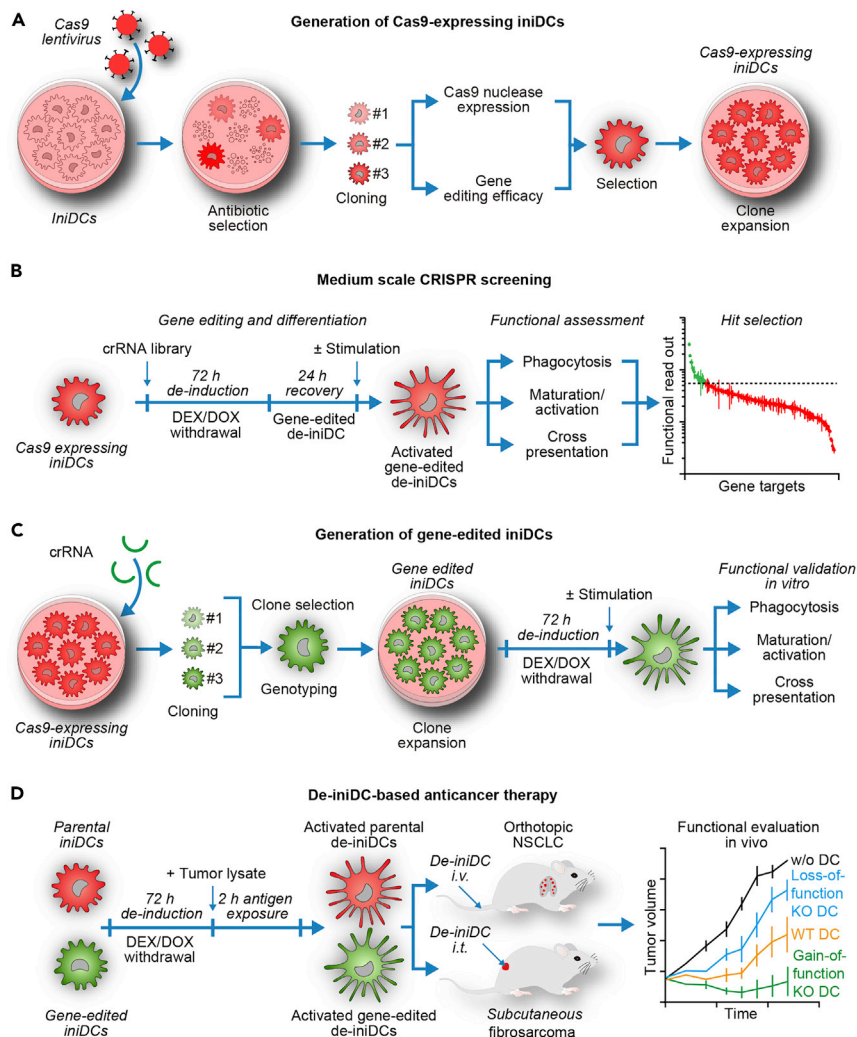 A
Generation of Cas9-expressing iniDCs
Cas9
lentivirus
IniDCs
Antibiotic
selection
#1
#2
#3
Cloning
Cas9 nuclease
expression
Gene
editing efficacy
Selection
Cas9-expressing
iniDCs
Clone
expansion
B
Medium scale CRISPR screening
Gene editing and differentiation
Functional assessment
Hit selection
Cas9 expressing
iniDCs
crRNA library
72 h
de-induction
DEX/DOX
withdrawal
24 h
recovery
Gene-edited
de-iniDC
± Stimulation
Activated
gene-edited
de-iniDCs
Phagocytosis
Maturation/
activation
Cross
presentation
Functional read out
Gene targets
C
Generation of gene-edited iniDCs
crRNA
Cas9-expressing
iniDCs
#1
#2
#3
Cloning
Clone selection
Genotyping
Gene edited
iniDCs
Clone
expansion
72 h
de-induction
DEX/DOX
withdrawal
± Stimulation
Functional validation
in vitro
Phagocytosis
Maturation/
activation
Cross
presentation
D
De-iniDC-based anticancer therapy
Parental
iniDCs
Gene-edited
iniDCs
72 h
de-induction
DEX/DOX
withdrawal
+ Tumor lysate
2 h antigen
exposure
Activated parental
de-iniDCs
Activated gene-edited
de-iniDCs
Orthotopic
NSCLC
De-iniDC
i.v.
De-iniDC
i.t.
Subcutaneous
fibrosarcoma
Functional evaluation
in vivo
Tumor volume
Time
w/o DC
Loss-of-
function
KO DC
WT DC
Gain-of-
function
KO DC